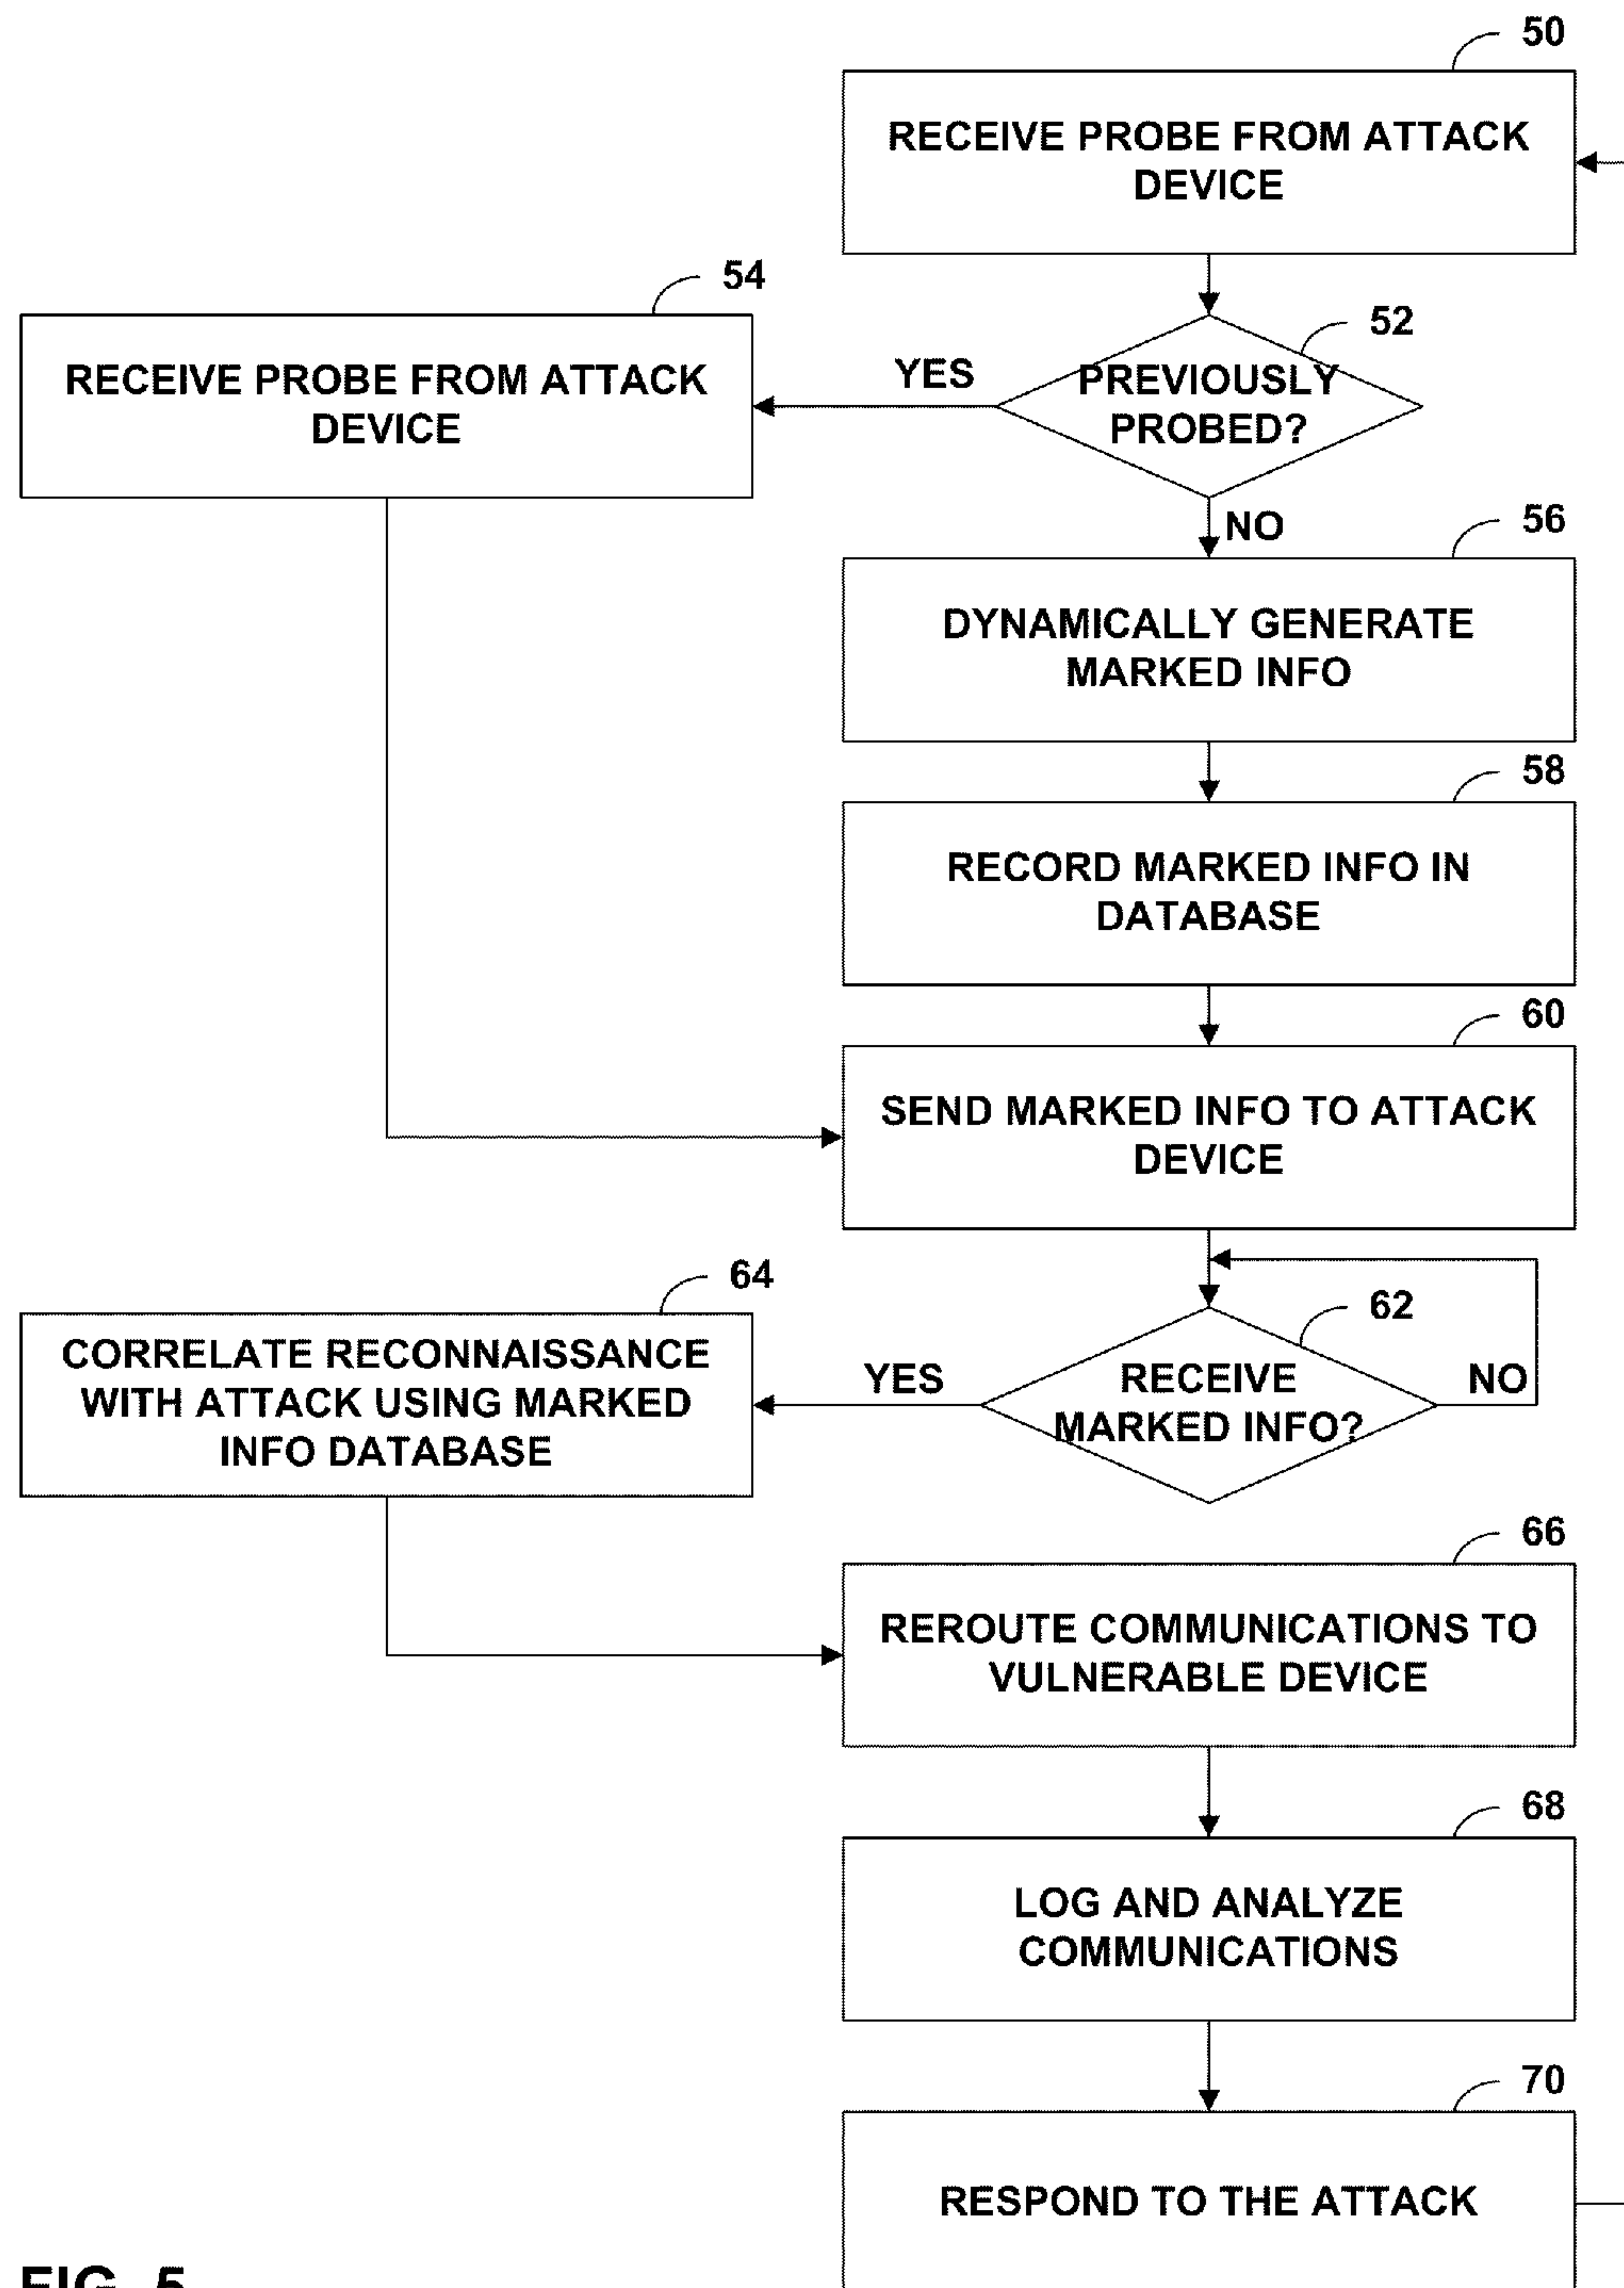 50
RECEIVE PROBE FROM ATTACK
DEVICE
54
52
RECEIVE PROBE FROM ATTACK
DEVICE
YES
PREVIOUSLY
PROBED?
NO
56
DYNAMICALLY GENERATE
MARKED INFO
58
RECORD MARKED INFO IN
DATABASE
60
SEND MARKED INFO TO ATTACK
DEVICE
64
62
CORRELATE RECONNAISSANCE
WITH ATTACK USING MARKED
INFO DATABASE
YES
RECEIVE
MARKED INFO?
NO
66
REROUTE COMMUNICATIONS TO
VULNERABLE DEVICE
68
LOG AND ANALYZE
COMMUNICATIONS
70
RESPOND TO THE ATTACK
FIG. 5